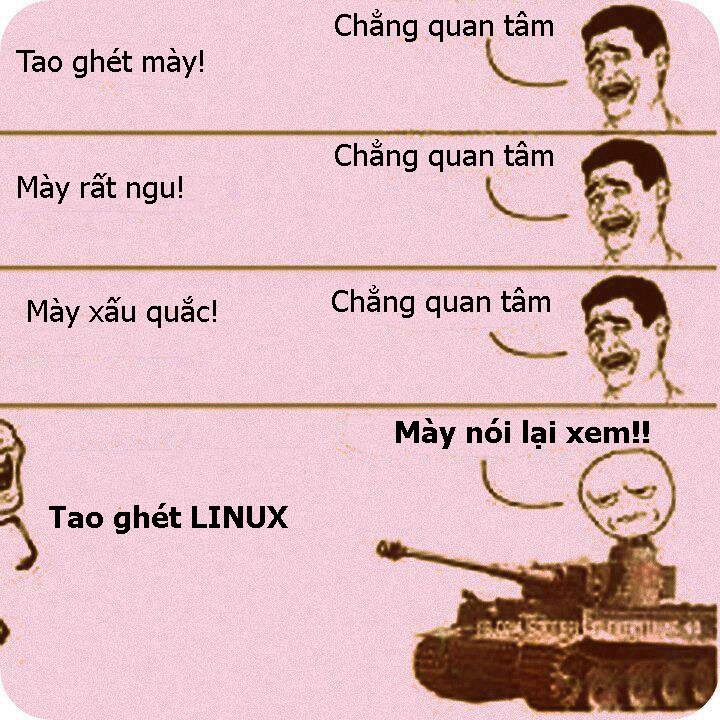 Chẳng quan tâm
Tao ghét mày!
Chẳng quan tâm
Mày rất ngu!
Chẳng quan tâm
Mày xấu quắc!
Mày nói lại xem!!
Tao ghét LINUX